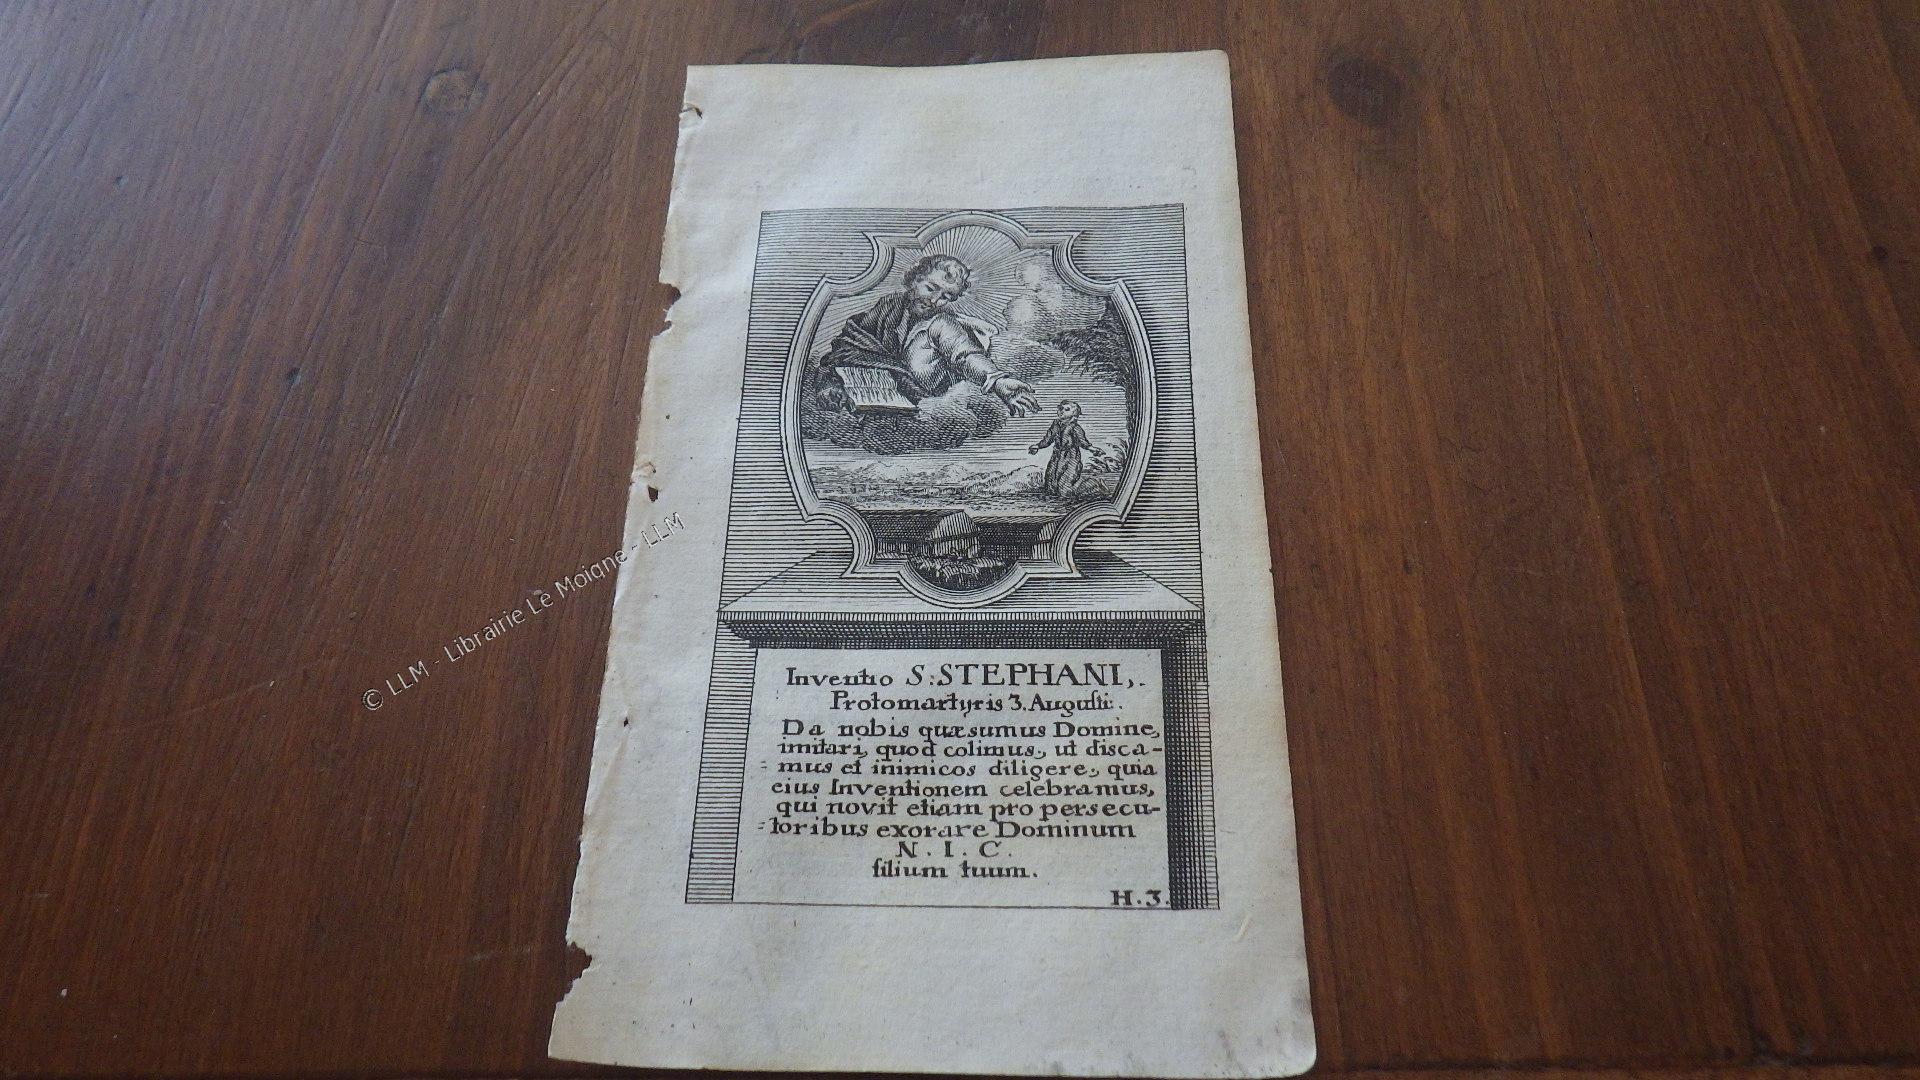 Inventio S: STEPHANI,.
Protomartyris 3. Augusti:.
Da nobis quæsumus Domine,
imitari, quod colimus, ut disca-
mus et inimicos diligere, quia
eius Inventionem celebramus,
qui novit etiam pro persecu-
toribus exorare Dominum
N. I. C.
filium tuum.
H. 3.
© LLM - Librairie Le Moigne - LLM